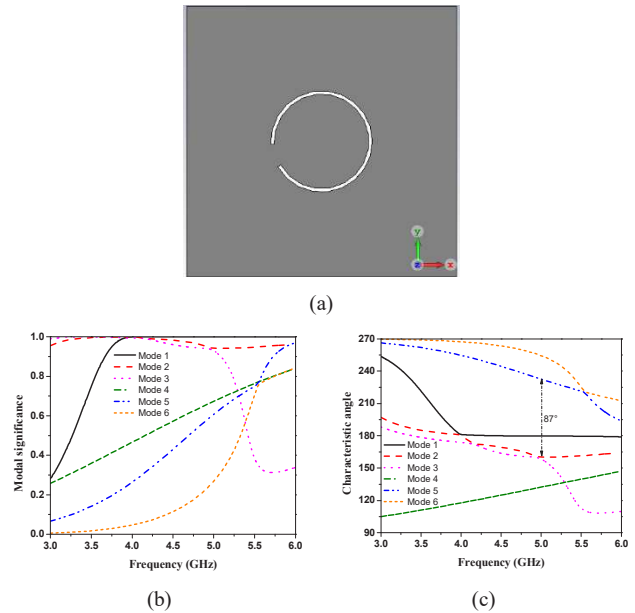 y
z
x
(a)
1.0
0.8
0.6
0.4
0.2
0.0
Modal significance
Mode 1
Mode 2
Mode 3
Mode 4
Mode 5
Mode 6
3.0 3.5 4.0 4.5 5.0 5.5 6.0
Frequency (GHz)
(b)
270
240
210
180
150
120
90
Characteristic angle
87°
Mode 1
Mode 2
Mode 3
Mode 4
Mode 5
Mode 6
3.0 3.5 4.0 4.5 5.0 5.5 6.0
Frequency (GHz)
(c)